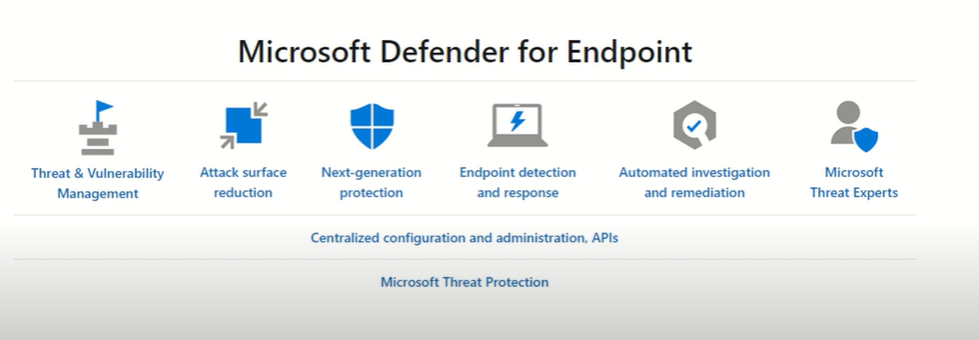 Microsoft Defender for Endpoint
Threat & Vulnerability
Management
Attack surface
reduction
Next-generation
protection
Endpoint detection
and response
Automated investigation
and remediation
Microsoft
Threat Experts
Centralized configuration and administration, APIs
Microsoft Threat Protection